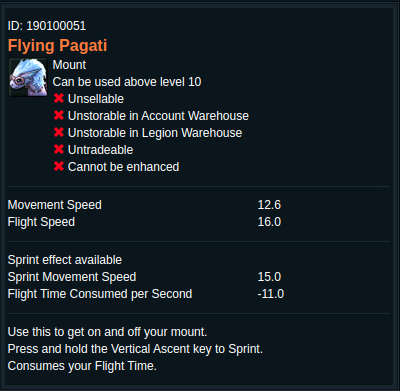 ID: 190100051
Flying Pagati
Mount
Can be used above level 10
Unsellable
Unstorable in Account Warehouse
Unstorable in Legion Warehouse
Untradeable
Cannot be enhanced
Movement Speed 12.6
Flight Speed 16.0
Sprint effect available
Sprint Movement Speed 15.0
Flight Time Consumed per Second -11.0
Use this to get on and off your mount.
Press and hold the Vertical Ascent key to Sprint.
Consumes your Flight Time.